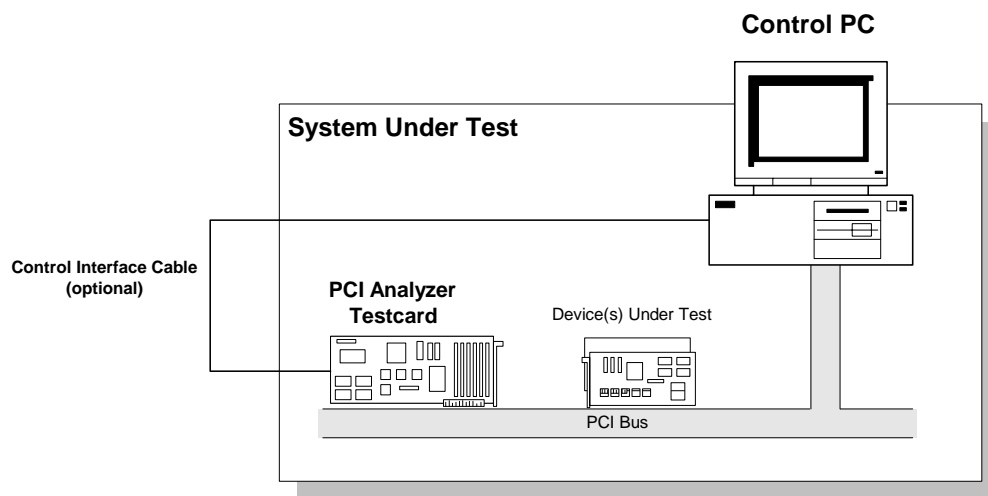 Control PC
System Under Test
Control Interface Cable
(optional)
PCI Analyzer
Testcard
Device(s) Under Test
PCI Bus